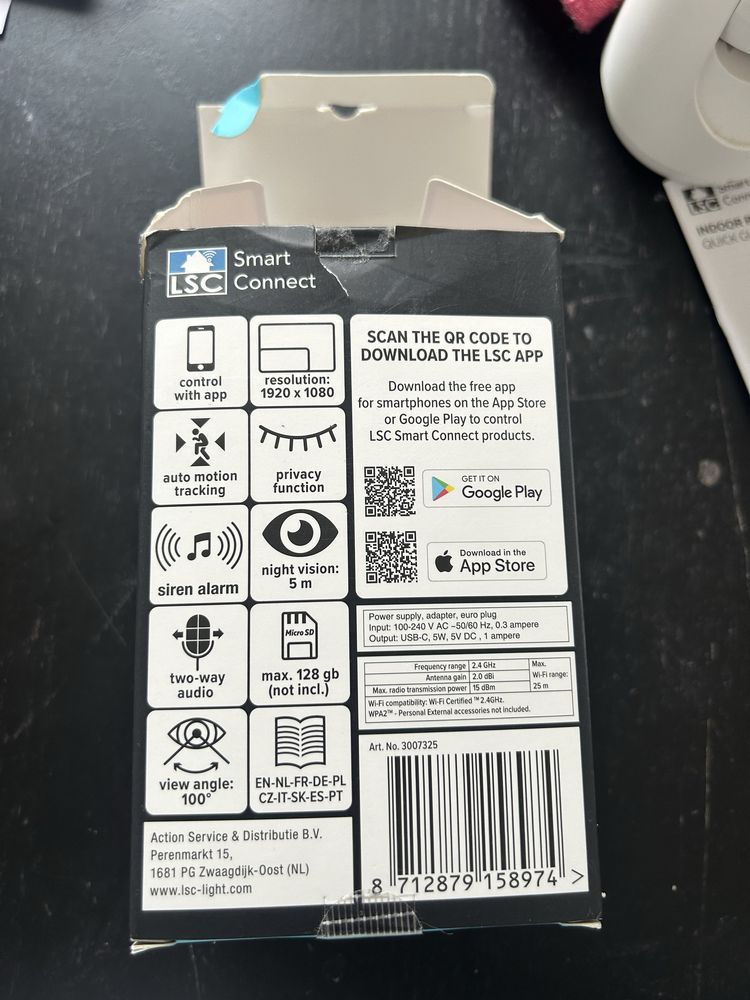 LSC
Smart
Connect
control
with app
resolution:
1920 x 1080
auto motion
tracking
privacy
function
siren alarm
night vision:
5 m
two-way
audio
Micro SD
max. 128 gb
(not incl.)
view angle:
100°
EN-NL-FR-DE-PL
CZ-IT-SK-ES-PT
Action Service & Distributie B.V.
Perenmarkt 15,
1681 PG Zwaagdijk-Oost (NL)
www.lsc-light.com
SCAN THE QR CODE TO
DOWNLOAD THE LSC APP
Download the free app
for smartphones on the App Store
or Google Play to control
LSC Smart Connect products.
GET IT ON
Google Play
Download in the
App Store
Power supply, adapter, euro plug
Input: 100-240 V AC ~50/60 Hz, 0.3 ampere
Output: USB-C, 5W, 5V DC , 1 ampere
Frequency range 2.4 GHz
Antenna gain 2.0 dBi
Max. radio transmission power 15 dBm
Max.
Wi-Fi range:
25 m
Wi-Fi compatibility: Wi-Fi Certified ™ 2.4GHz.
WPA2™ - Personal External accessories not included.
Art. No. 3007325
8 712879 158974 >
Smart
LSC
INDOOR